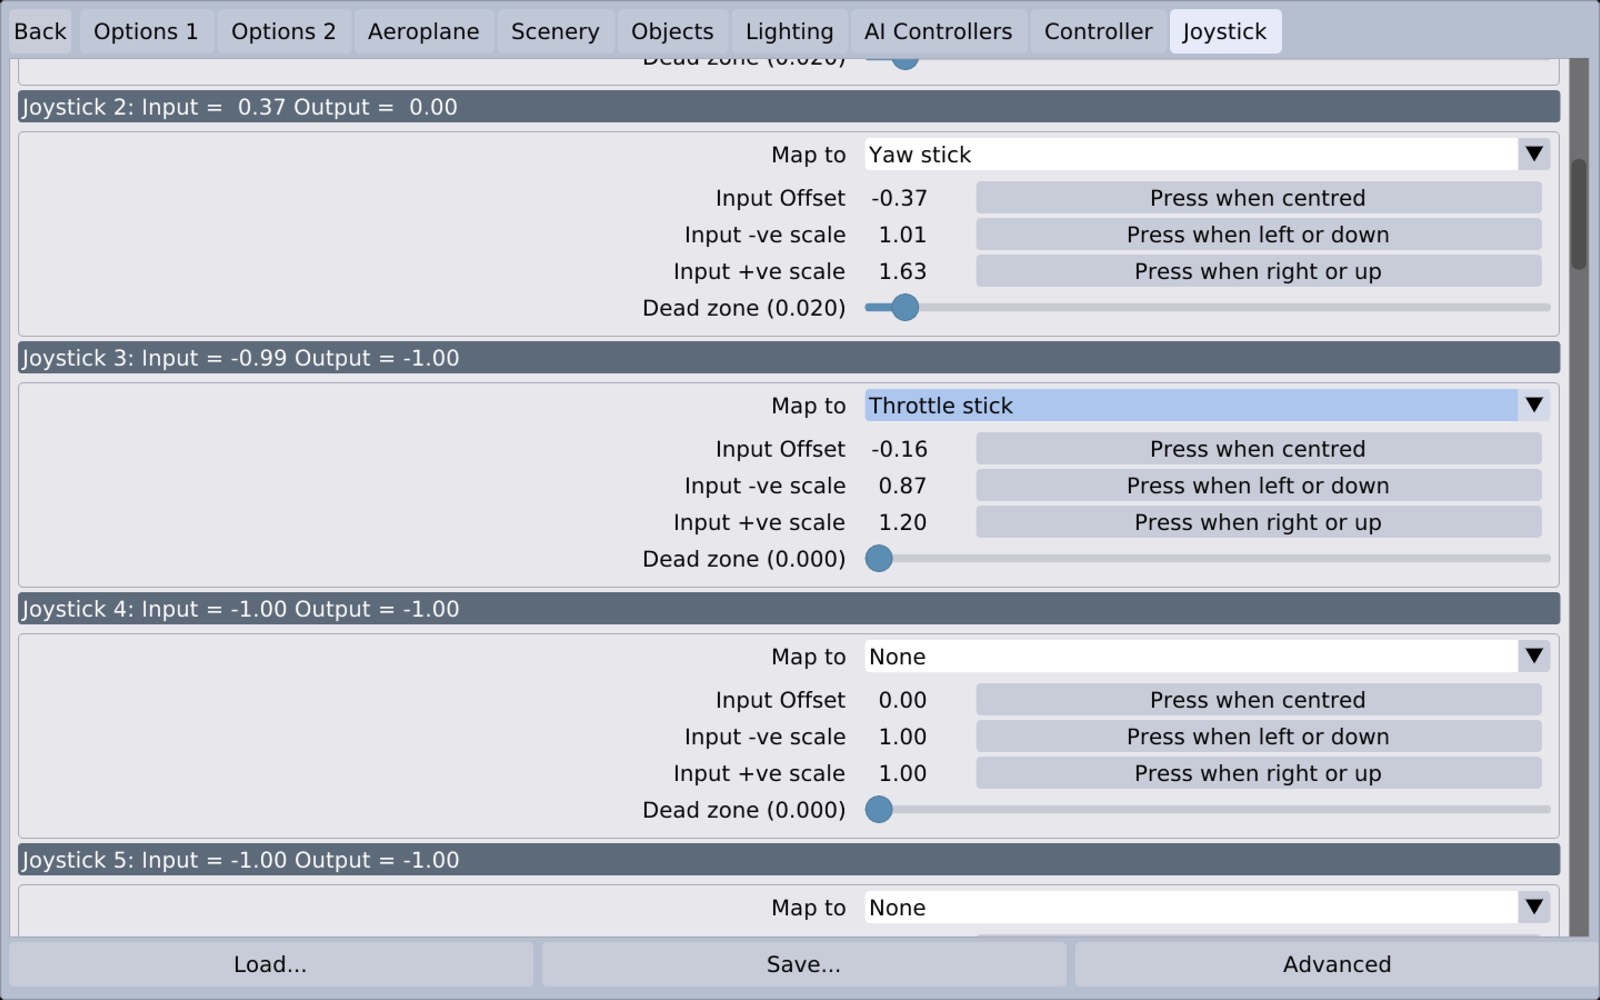 Back Options 1 Options 2 Aeroplane Scenery Objects Lighting AI Controllers Controller Joystick
Dead zone (0.020)
Joystick 2: Input =  0.37 Output =  0.00
Map to Yaw stick
Input Offset -0.37 Press when centred
Input -ve scale 1.01 Press when left or down
Input +ve scale 1.63 Press when right or up
Dead zone (0.020)
Joystick 3: Input = -0.99 Output = -1.00
Map to Throttle stick
Input Offset -0.16 Press when centred
Input -ve scale 0.87 Press when left or down
Input +ve scale 1.20 Press when right or up
Dead zone (0.000)
Joystick 4: Input = -1.00 Output = -1.00
Map to None
Input Offset 0.00 Press when centred
Input -ve scale 1.00 Press when left or down
Input +ve scale 1.00 Press when right or up
Dead zone (0.000)
Joystick 5: Input = -1.00 Output = -1.00
Map to None
Load... Save... Advanced